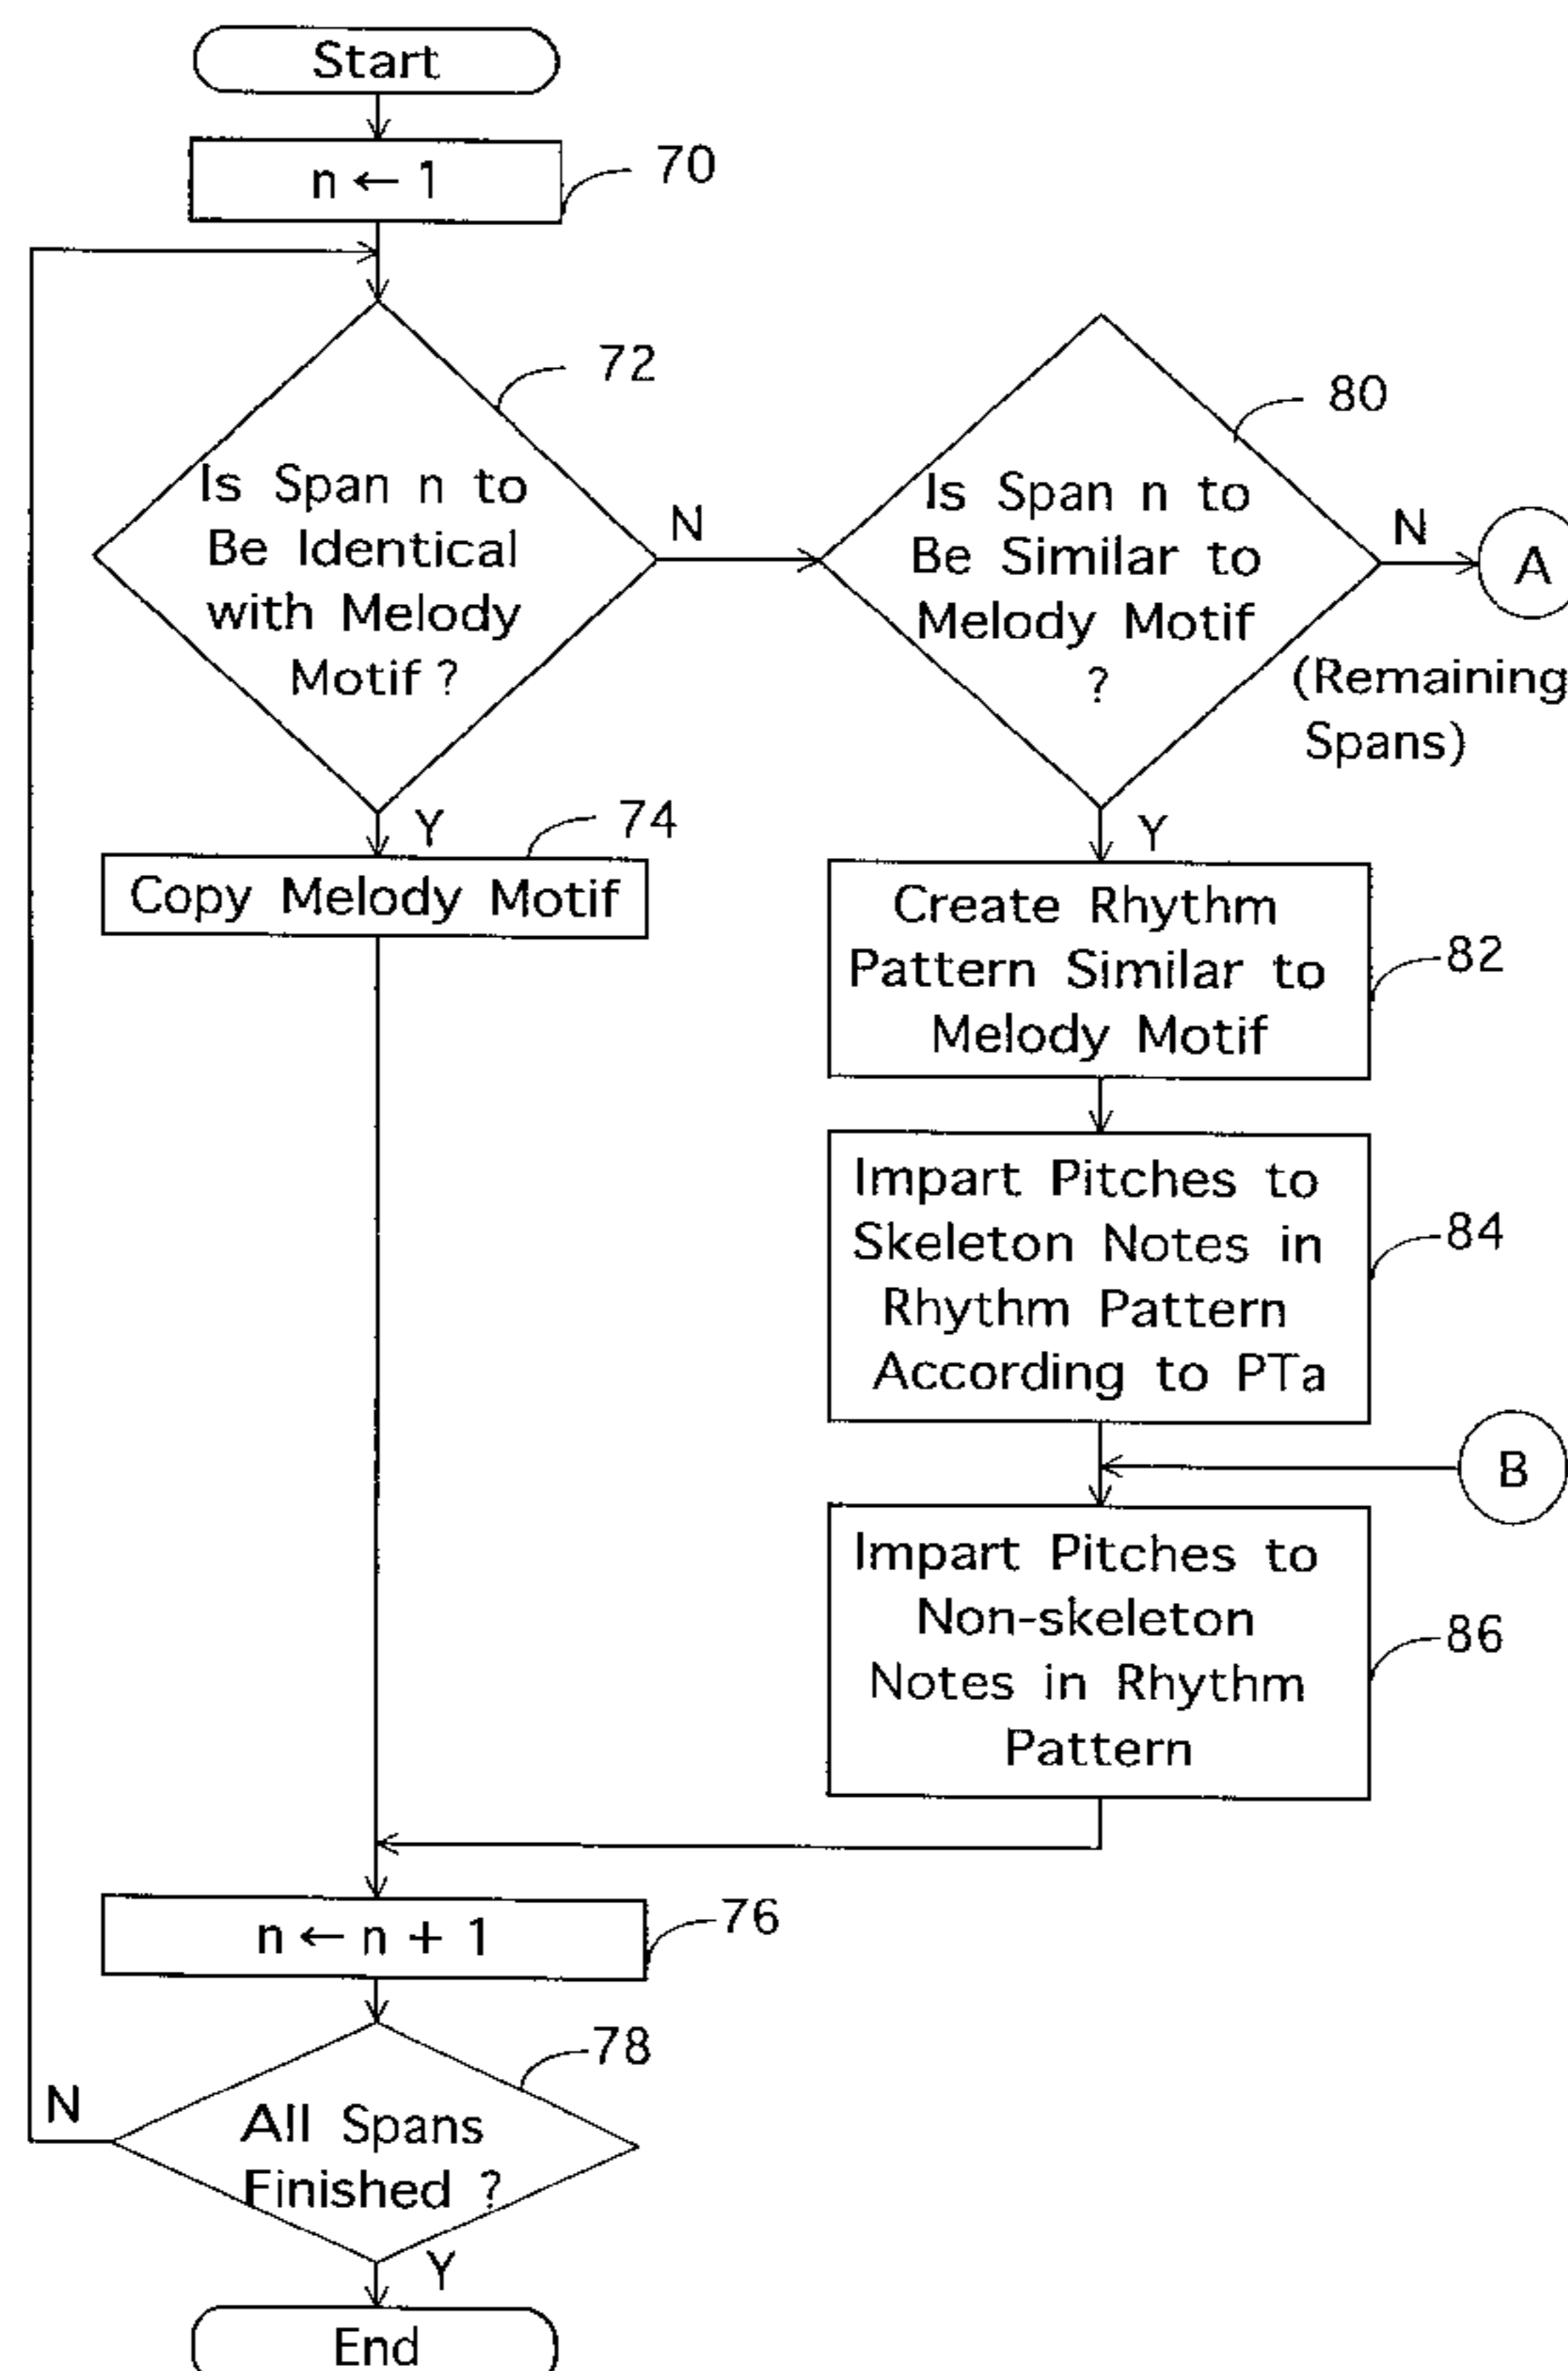 Start
n ← 1
70
72
Is Span n to
Be Identical
with Melody
Motif ?
N
Y
80
Is Span n to
Be Similar to
Melody Motif
?
N
A
(Remaining
Spans)
Y
74
Copy Melody Motif
Create Rhythm
Pattern Similar to
Melody Motif
82
Impart Pitches to
Skeleton Notes in
Rhythm Pattern
According to PTa
84
B
Impart Pitches to
Non-skeleton
Notes in Rhythm
Pattern
86
n ← n + 1
76
78
All Spans
Finished ?
N
Y
End